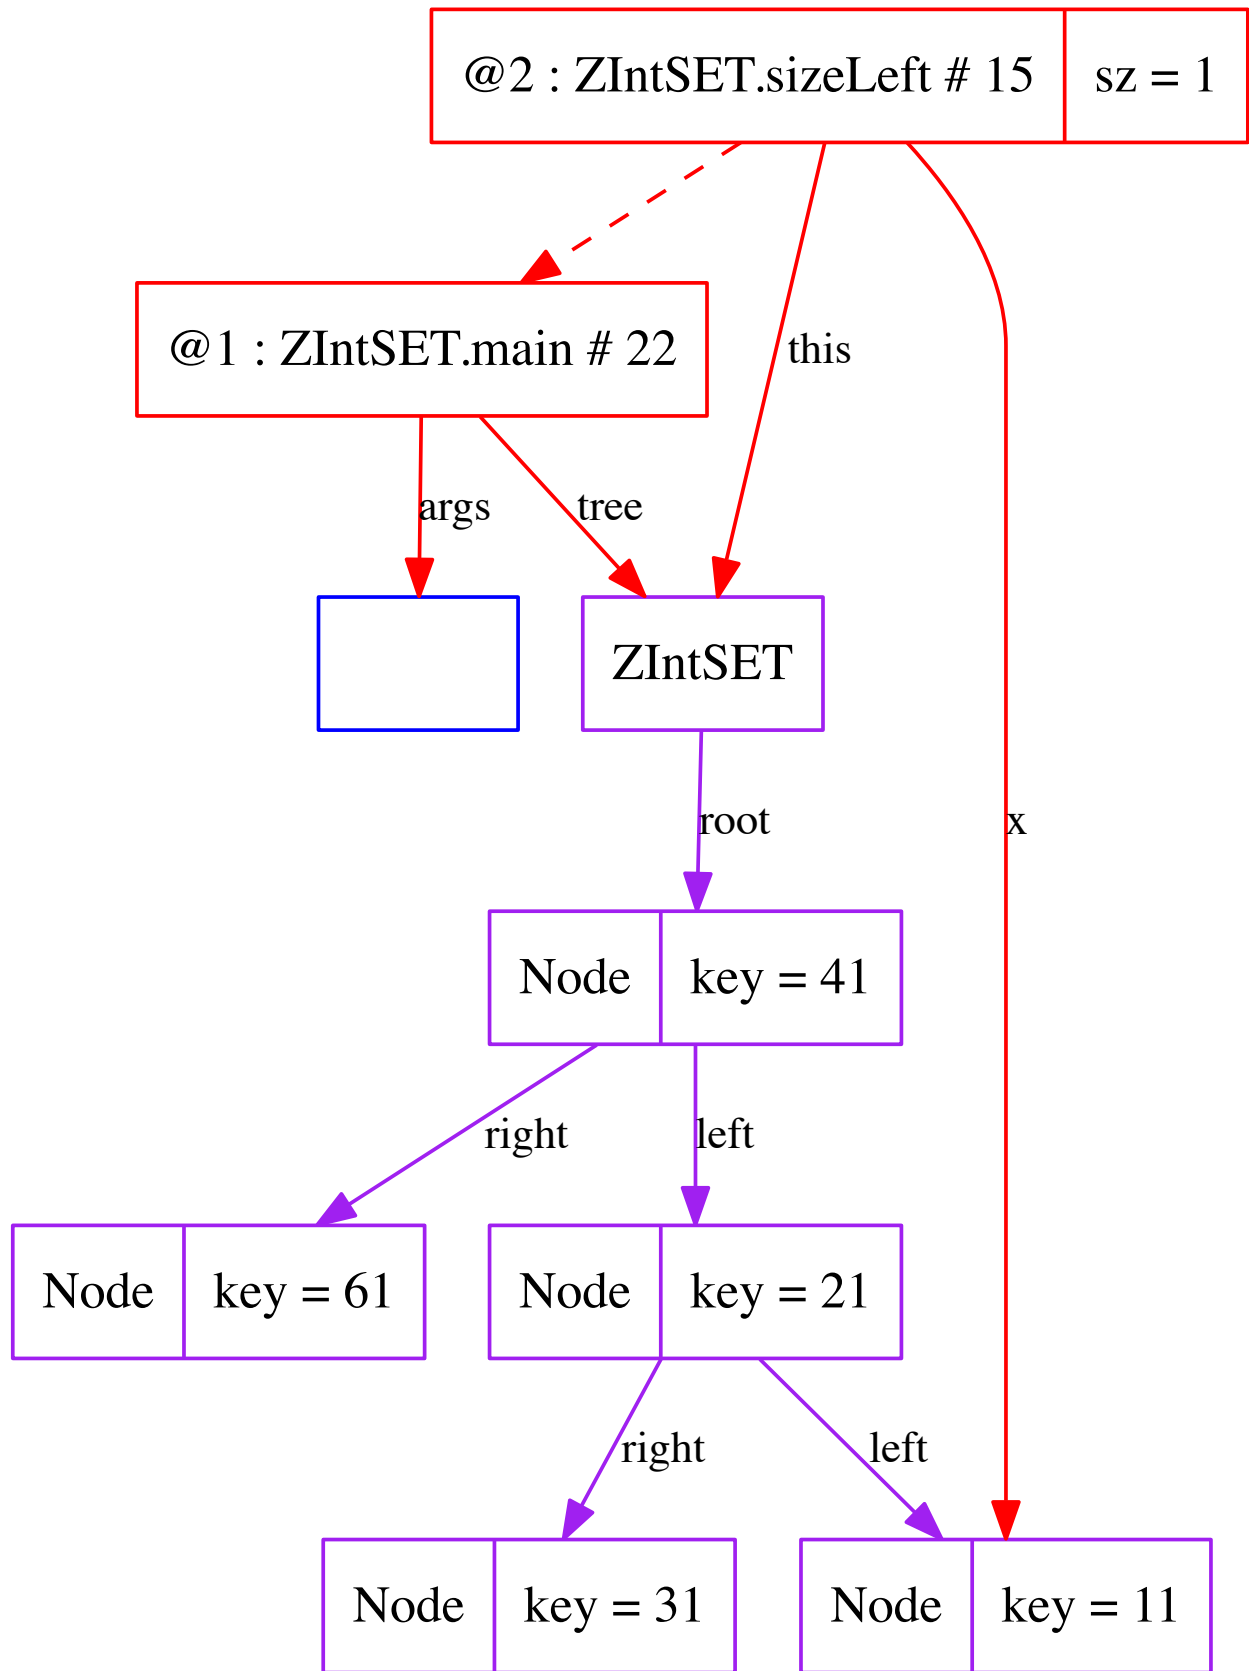 @2 : ZIntSET.sizeLeft # 15 sz = 1
@1 : ZIntSET.main # 22
this
args
tree
ZIntSET
root
x
Node key = 41
right
left
Node key = 61
Node key = 21
right
left
Node key = 31
Node key = 11